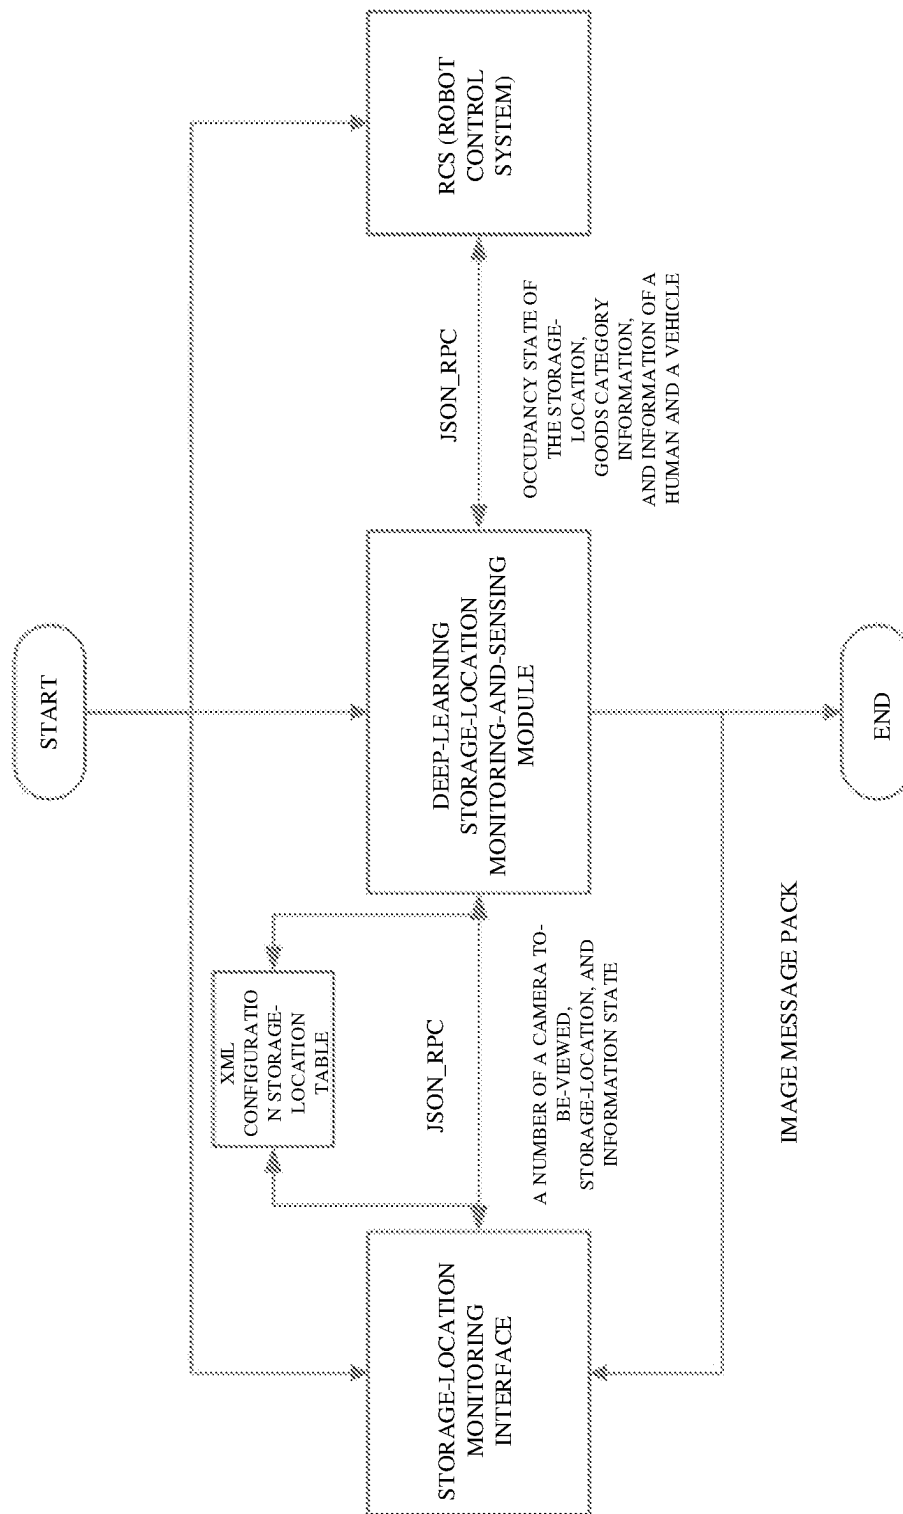 START
STORAGE-LOCATION
MONITORING
INTERFACE
XML
CONFIGURATIO
N STORAGE-
LOCATION
TABLE
JSON_RPC
A NUMBER OF A CAMERA TO-
BE-VIEWED,
STORAGE-LOCATION, AND
INFORMATION STATE
DEEP-LEARNING
STORAGE-LOCATION
MONITORING-AND-SENSING
MODULE
JSON_RPC
OCCUPANCY STATE OF
THE STORAGE-
LOCATION,
GOODS CATEGORY
INFORMATION,
AND INFORMATION OF A
HUMAN AND A VEHICLE
RCS (ROBOT
CONTROL
SYSTEM)
IMAGE MESSAGE PACK
END